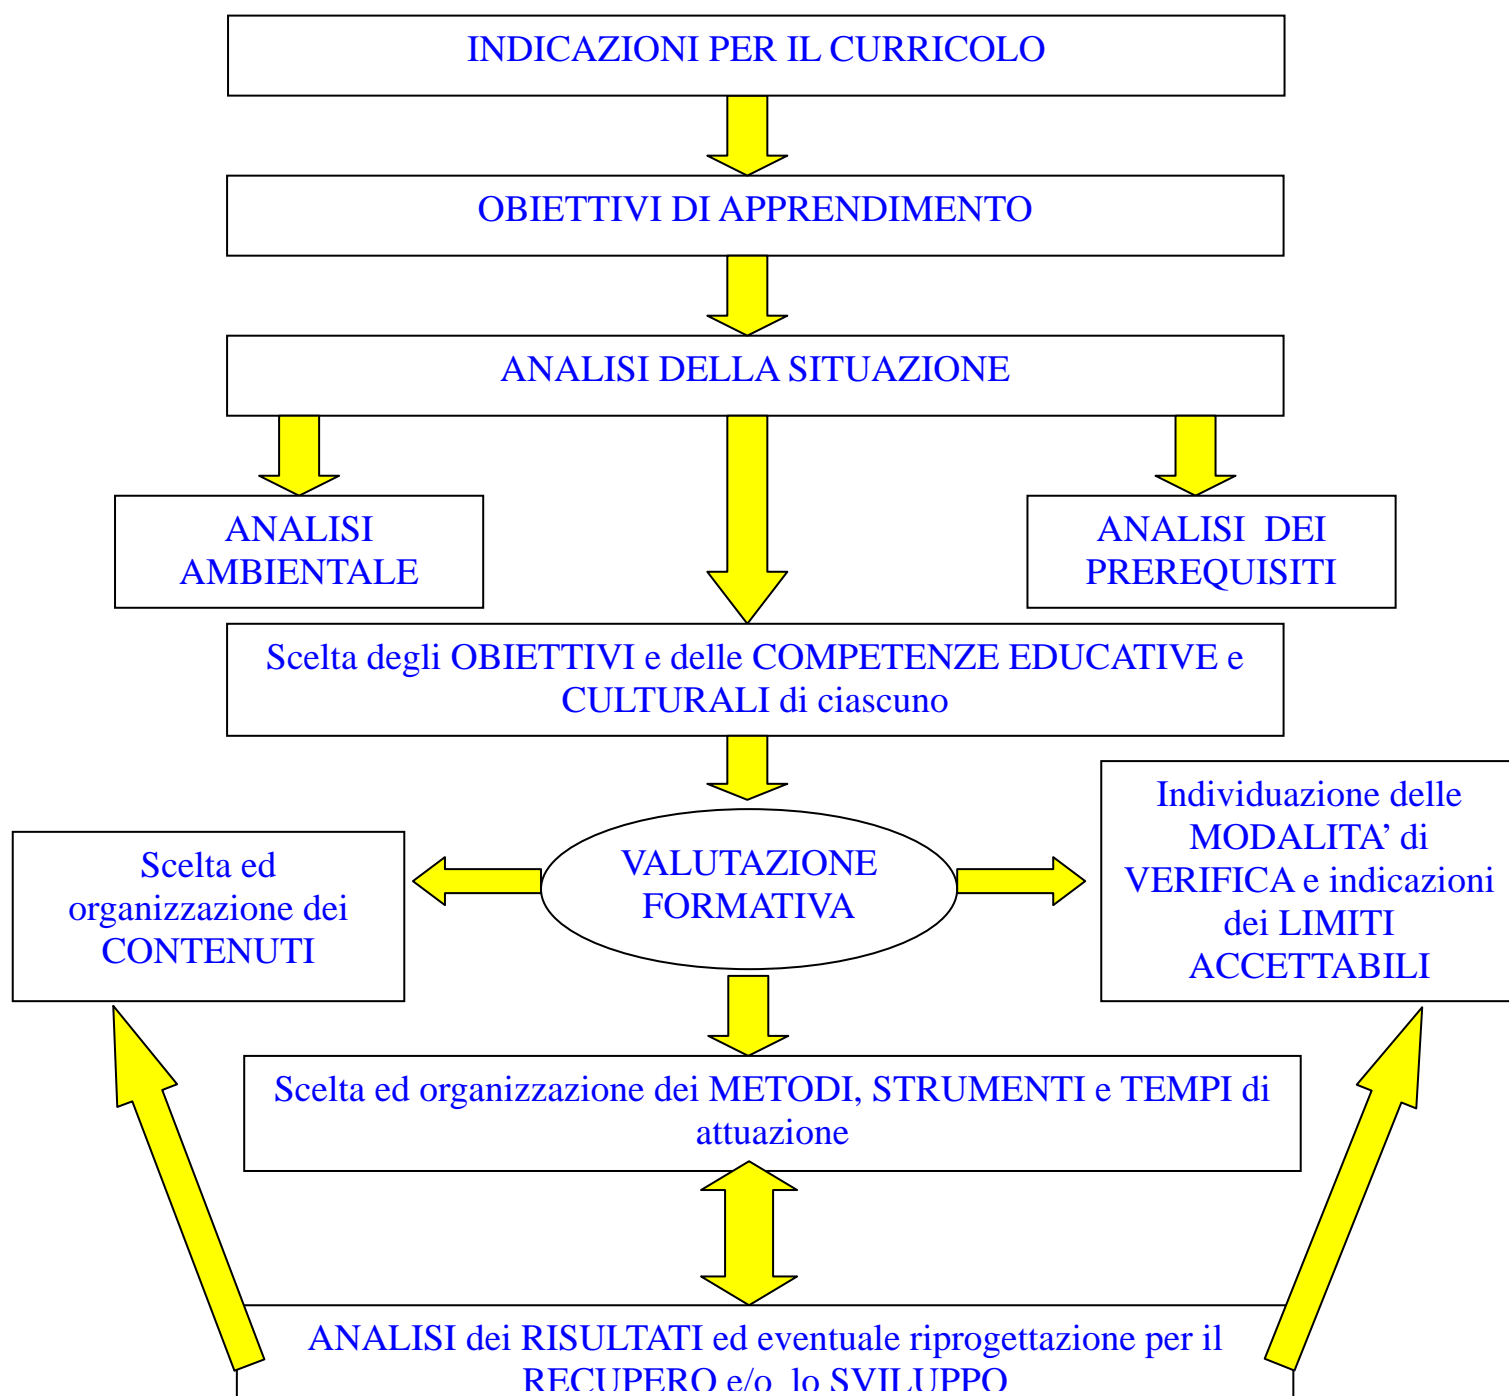 INDICAZIONI PER IL CURRICOLO
OBIETTIVI DI APPRENDIMENTO
ANALISI DELLA SITUAZIONE
ANALISI
AMBIENTALE
ANALISI  DEI
PREREQUISITI
Scelta degli OBIETTIVI e delle COMPETENZE EDUCATIVE e
CULTURALI di ciascuno
Scelta ed
organizzazione dei
CONTENUTI
VALUTAZIONE
FORMATIVA
Individuazione delle
MODALITA’ di
VERIFICA e indicazioni
dei LIMITI
ACCETTABILI
Scelta ed organizzazione dei METODI, STRUMENTI e TEMPI di
attuazione
ANALISI dei RISULTATI ed eventuale riprogettazione per il
RECUPERO e/o  lo SVILUPPO